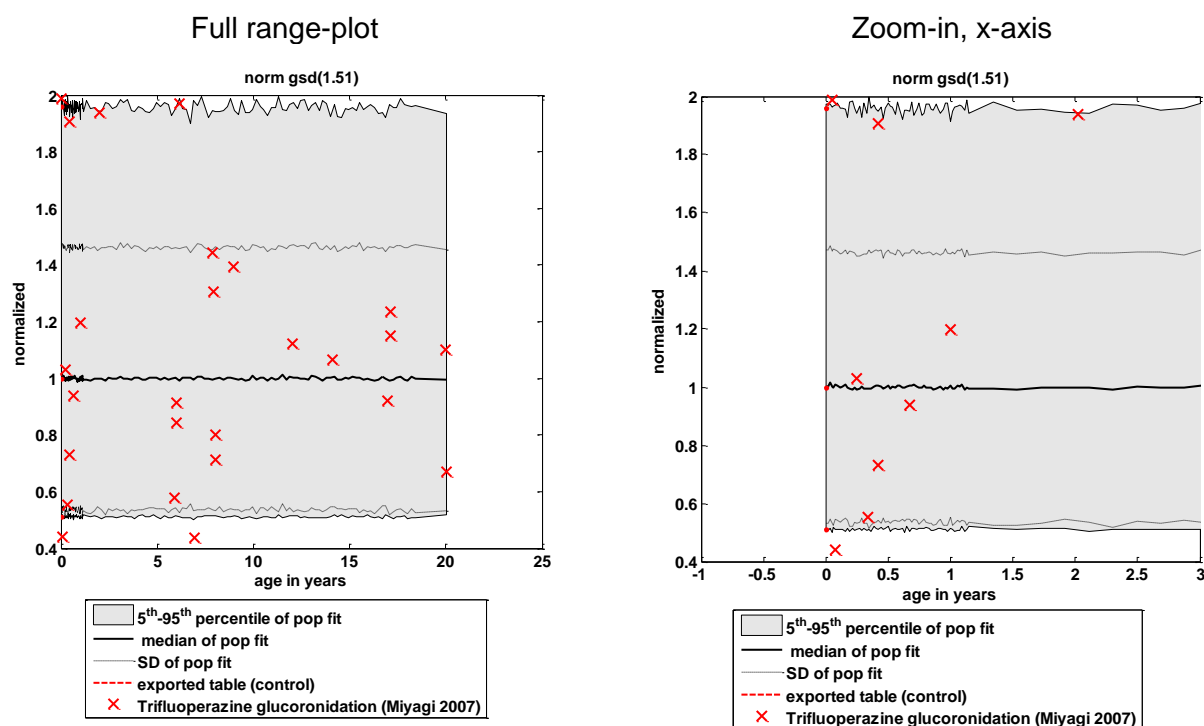 Full range-plot
norm gsd(1.51)
2
1.8
1.6
1.4
1.2
1
0.8
0.6
0.4
normalized
0 5 10 15 20 25
age in years
5th-95th percentile of pop fit
median of pop fit
SD of pop fit
exported table (control)
Trifluoperazine glucoronidation (Miyagi 2007)
Zoom-in, x-axis
norm gsd(1.51)
2
1.8
1.6
1.4
1.2
1
0.8
0.6
0.4
normalized
-1 -0.5 0 0.5 1 1.5 2 2.5 3
age in years
5th-95th percentile of pop fit
median of pop fit
SD of pop fit
exported table (control)
Trifluoperazine glucoronidation (Miyagi 2007)